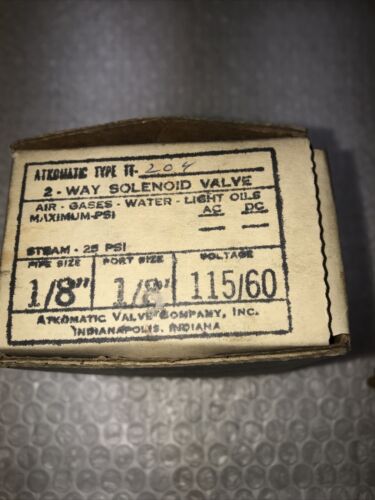 ATKOMATIC TYPE TT- 204
2-WAY SOLENOID VALVE
AIR - GASES - WATER - LIGHT OILS
MAXIMUM-PSI AC DC
— —
STEAM - 25 PSI
PIPE SIZE PORT SIZE VOLTAGE
1/8" 1/8" 115/60
ATKOMATIC VALVE COMPANY, INC.
INDIANAPOLIS, INDIANA